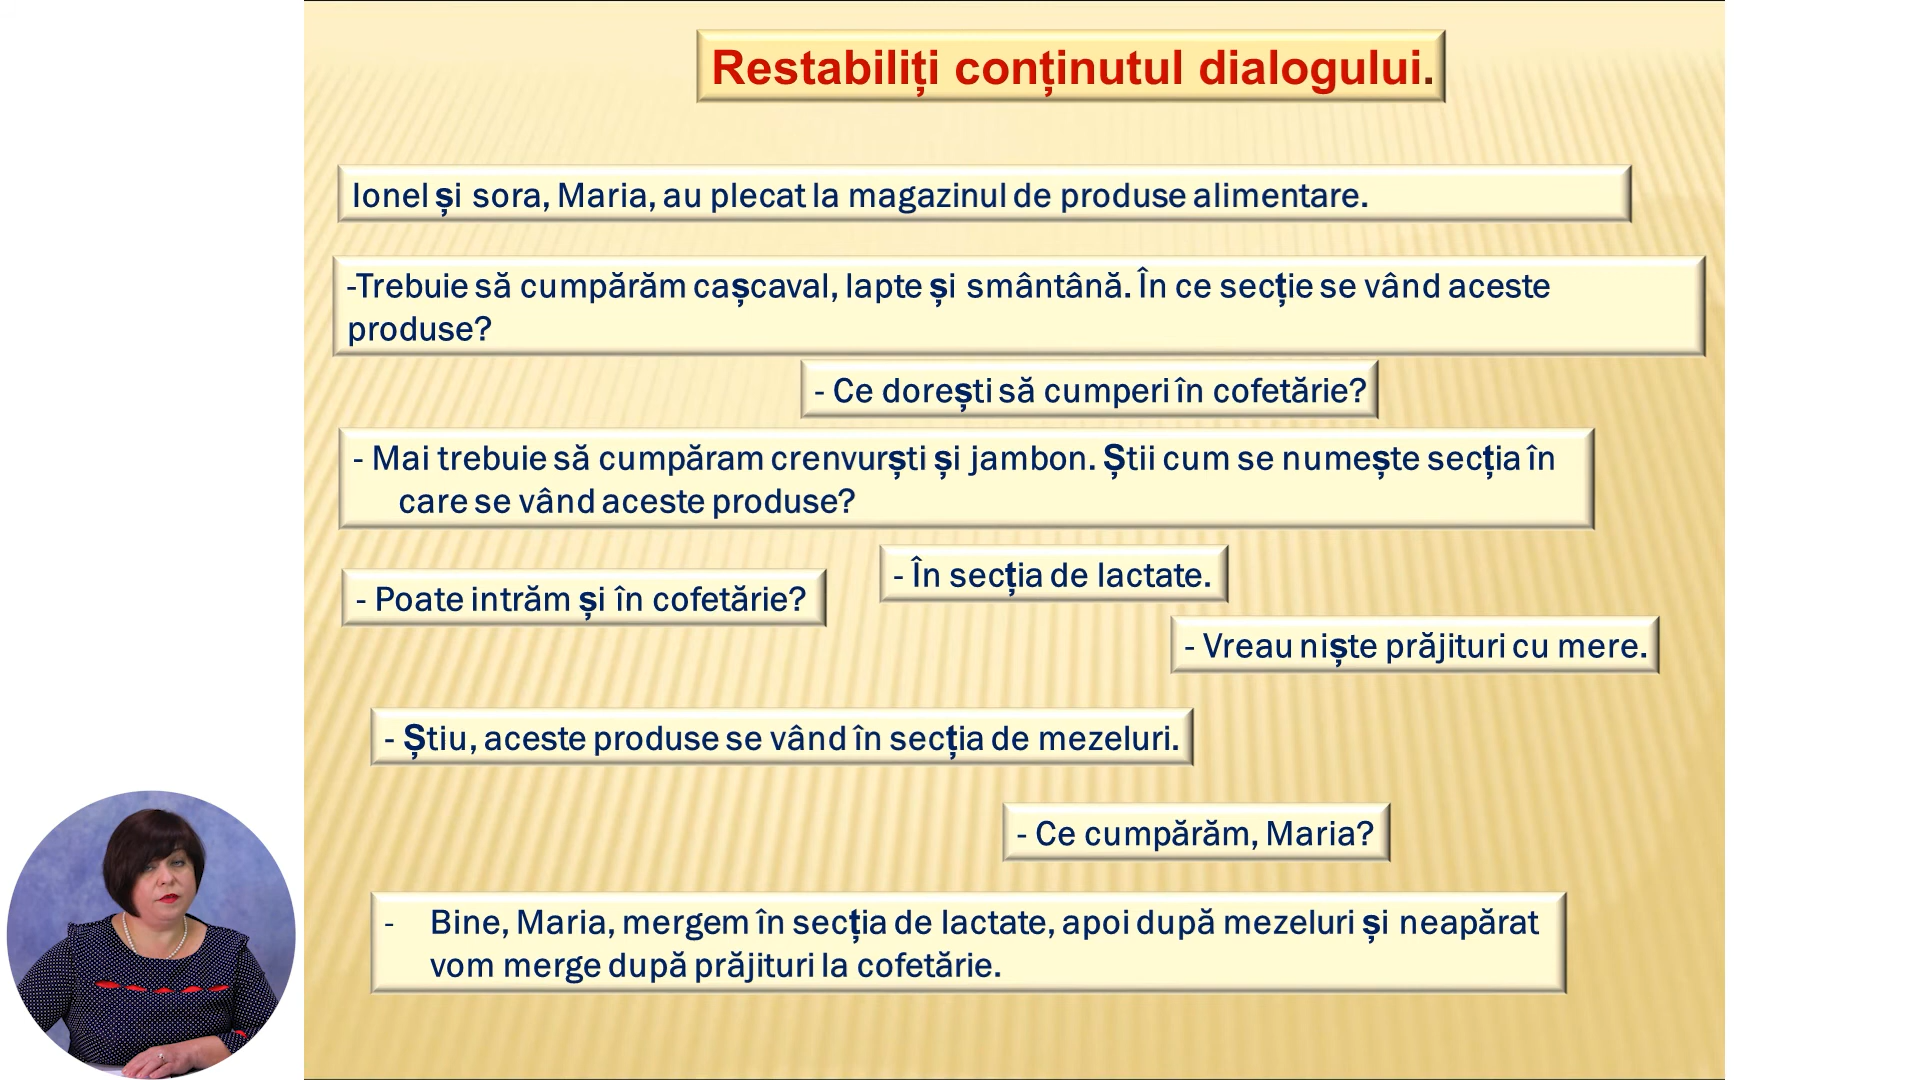 Restabiliți conținutul dialogului.
Ionel și sora, Maria, au plecat la magazinul de produse alimentare.
-Trebuie să cumpărăm cașcaval, lapte și smântână. În ce secție se vând aceste
produse?
- Ce dorești să cumperi în cofetărie?
- Mai trebuie să cumpăram crenvurști și jambon. Știi cum se numește secția în
care se vând aceste produse?
- În secția de lactate.
- Poate intrăm și în cofetărie?
- Vreau niște prăjituri cu mere.
- Știu, aceste produse se vând în secția de mezeluri.
- Ce cumpărăm, Maria?
- Bine, Maria, mergem în secția de lactate, apoi după mezeluri și neapărat
vom merge după prăjituri la cofetărie.